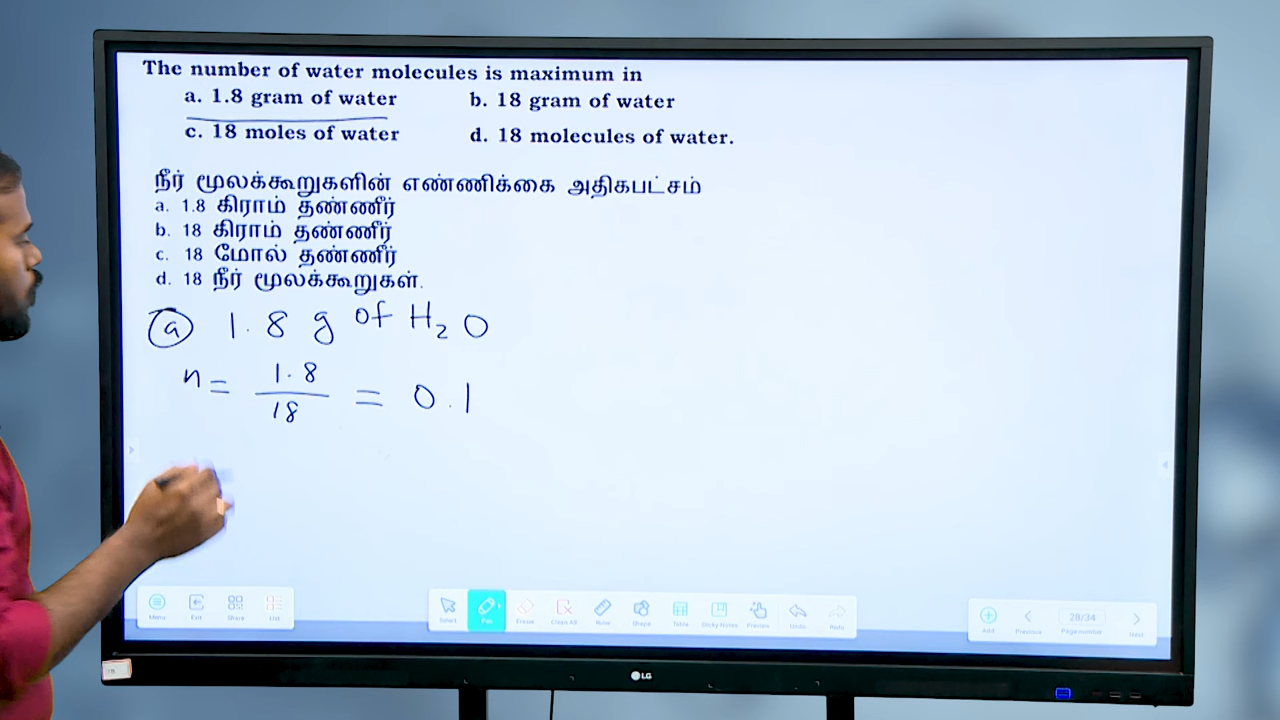 The number of water molecules is maximum in
a. 1.8 gram of water b. 18 gram of water
c. 18 moles of water d. 18 molecules of water.
நீர் மூலக்கூறுகளின் எண்ணிக்கை அதிகபட்சம்
a. 1.8 கிராம் தண்ணீர்
b. 18 கிராம் தண்ணீர்
c. 18 மோல் தண்ணீர்
d. 18 நீர் மூலக்கூறுகள்.
(a) 1.8 g of H₂O
n = 1.8 / 18 = 0.1
Menu Exit Share List Select Pen Eraser Clear All Ruler Shape Table Sticky Notes Preview Undo Redo Add Previous 28/34 Page number Next
LG